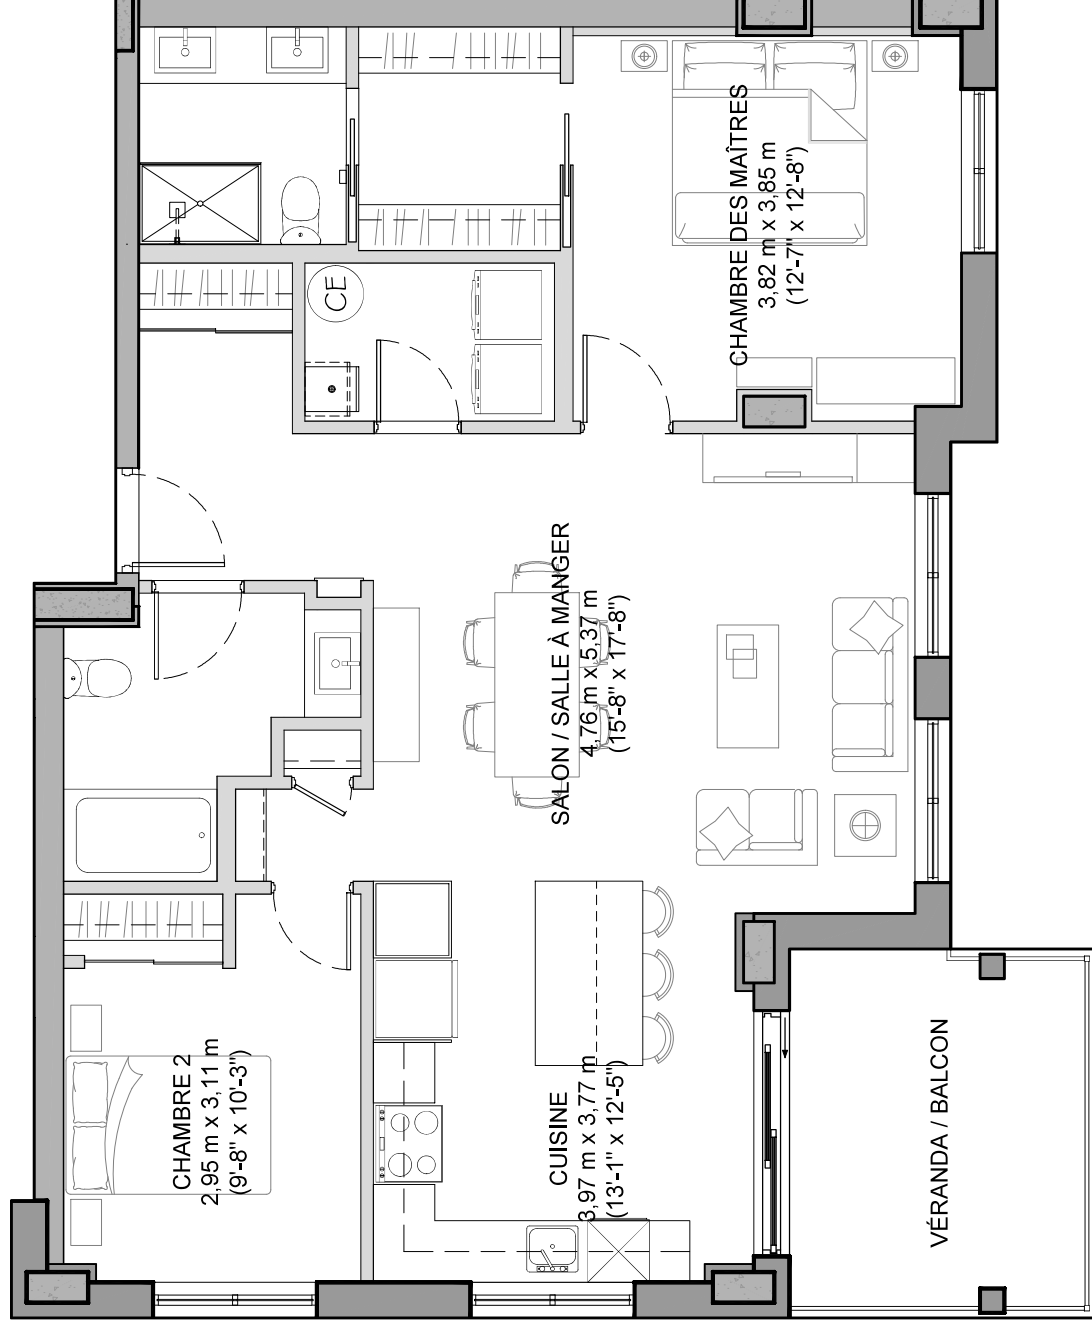 CE
CHAMBRE DES MAÎTRES
3,82 m x 3,85 m
(12'-7" x 12'-8")
SALON / SALLE À MANGER
4,76 m x 5,37 m
(15'-8" x 17'-8")
CHAMBRE 2
2,95 m x 3,11 m
(9'-8" x 10'-3")
CUISINE
3,97 m x 3,77 m
(13'-1" x 12'-5")
VÉRANDA / BALCON